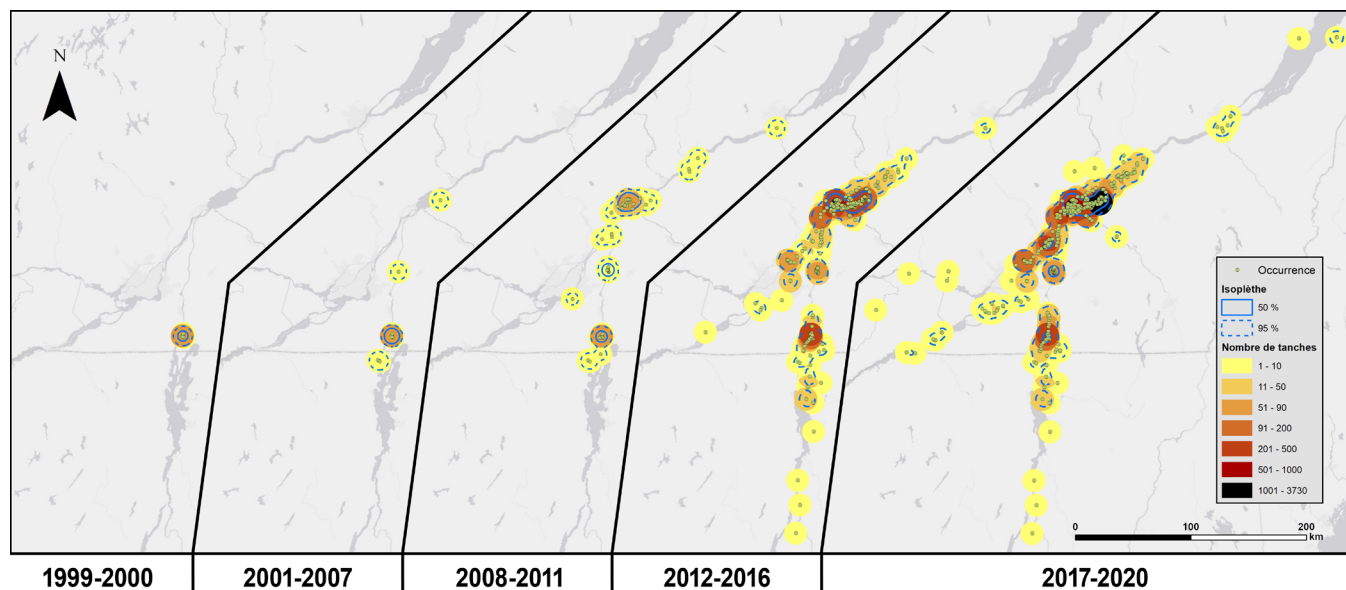 N
Occurrence
Isoplèthe
50 %
95 %
Nombre de tanches
1 - 10
11 - 50
51 - 90
91 - 200
201 - 500
501 - 1000
1001 - 3730
0 100 200
km
1999-2000 2001-2007 2008-2011 2012-2016 2017-2020